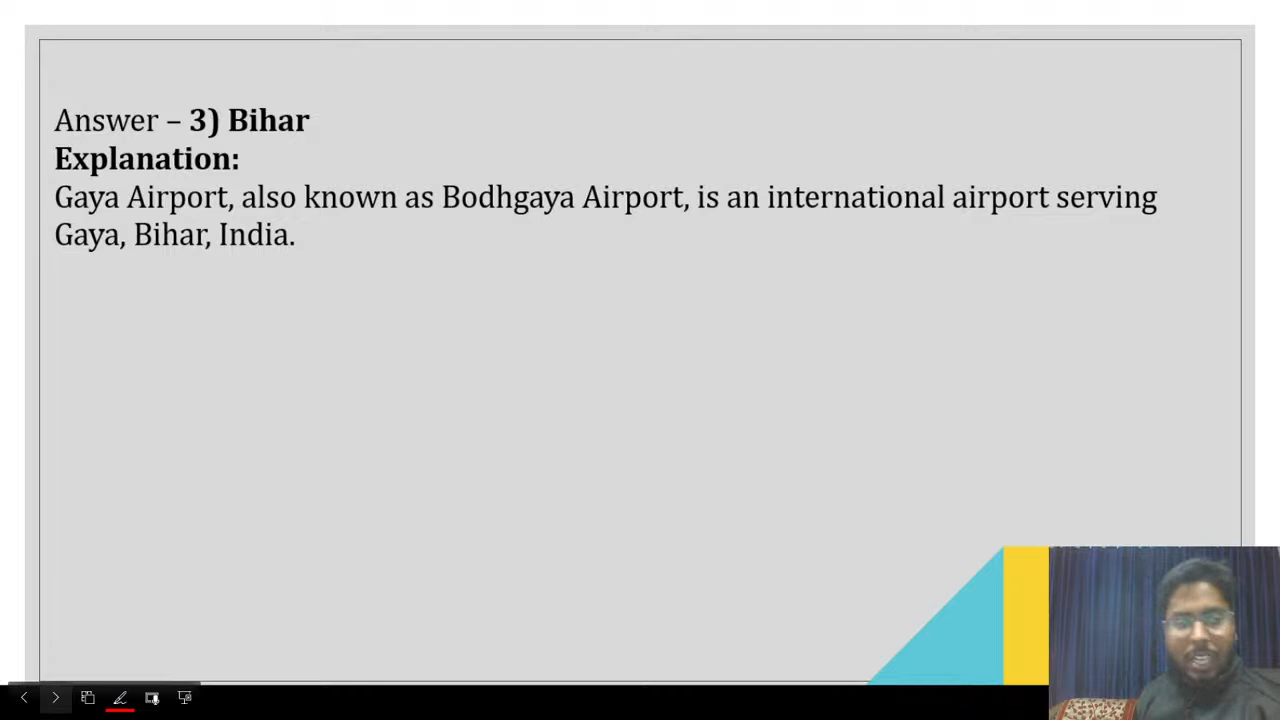 Answer – 3) Bihar
Explanation:
Gaya Airport, also known as Bodhgaya Airport, is an international airport serving
Gaya, Bihar, India.